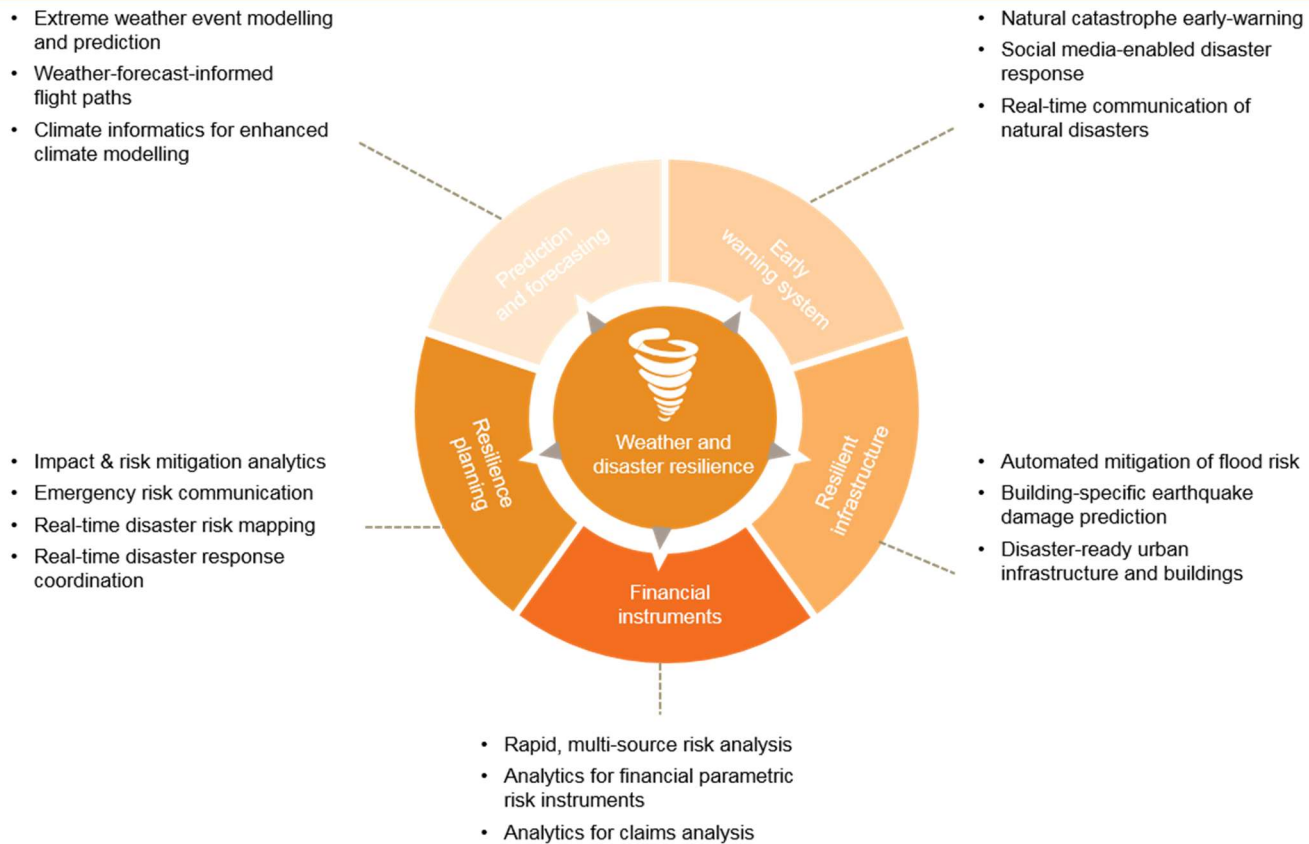 • Extreme weather event modelling
and prediction
• Weather-forecast-informed
flight paths
• Climate informatics for enhanced
climate modelling
• Natural catastrophe early-warning
• Social media-enabled disaster
response
• Real-time communication of
natural disasters
Prediction
and forecasting
Early
warning system
Weather and
disaster resilience
Resilience
planning
Resilient
infrastructure
Financial
instruments
• Impact & risk mitigation analytics
• Emergency risk communication
• Real-time disaster risk mapping
• Real-time disaster response
coordination
• Automated mitigation of flood risk
• Building-specific earthquake
damage prediction
• Disaster-ready urban
infrastructure and buildings
• Rapid, multi-source risk analysis
• Analytics for financial parametric
risk instruments
• Analytics for claims analysis